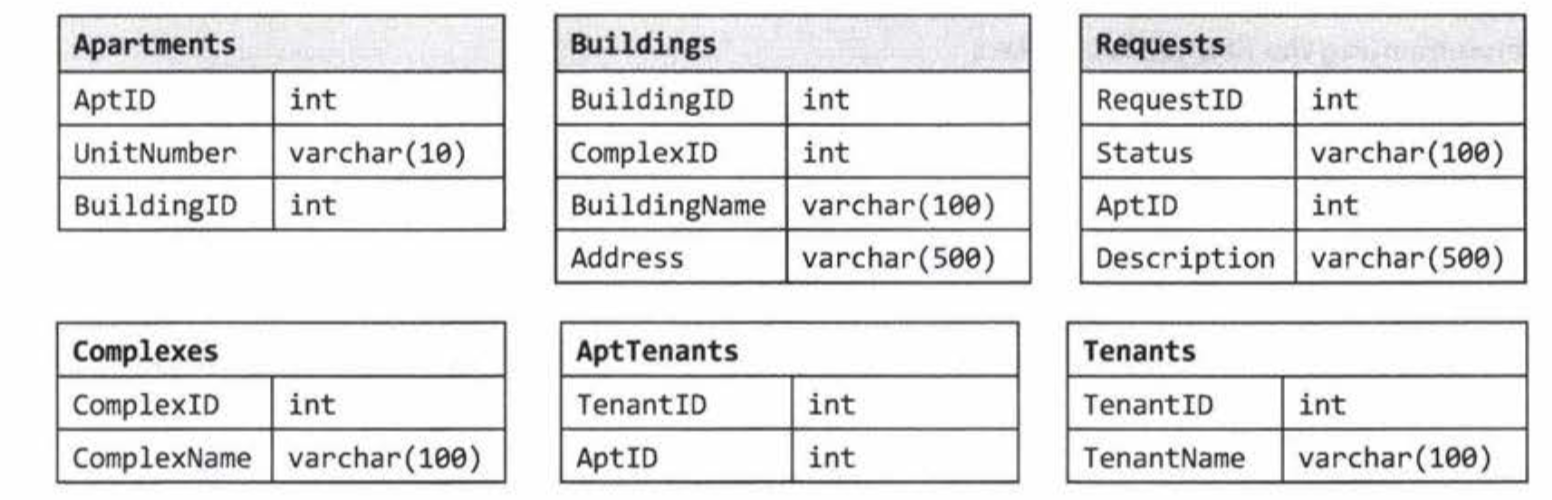 Apartments
AptID int
UnitNumber varchar(10)
BuildingID int
Buildings
BuildingID int
ComplexID int
BuildingName varchar(100)
Address varchar(500)
Requests
RequestID int
Status varchar(100)
AptID int
Description varchar(500)
Complexes
ComplexID int
ComplexName varchar(100)
AptTenants
TenantID int
AptID int
Tenants
TenantID int
TenantName varchar(100)